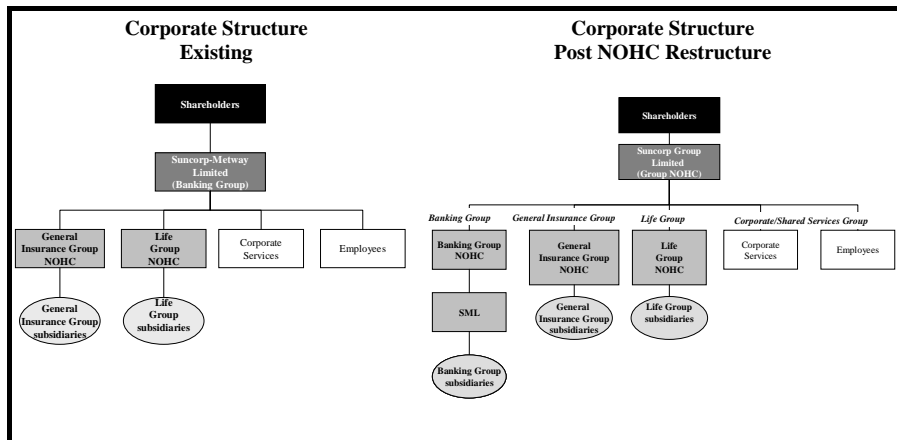 Corporate Structure
Existing
Shareholders
Suncorp-Metway
Limited
(Banking Group)
General
Insurance Group
NOHC
Life
Group
NOHC
Corporate
Services
Employees
General
Insurance Group
subsidiaries
Life
Group
subsidiaries
Corporate Structure
Post NOHC Restructure
Shareholders
Suncorp Group
Limited
(Group NOHC)
Banking Group
General Insurance Group
Life Group
Corporate/Shared Services Group
Banking Group
NOHC
General
Insurance Group
NOHC
Life
Group
NOHC
Corporate
Services
Employees
SML
General
Insurance Group
subsidiaries
Life Group
subsidiaries
Banking Group
subsidiaries